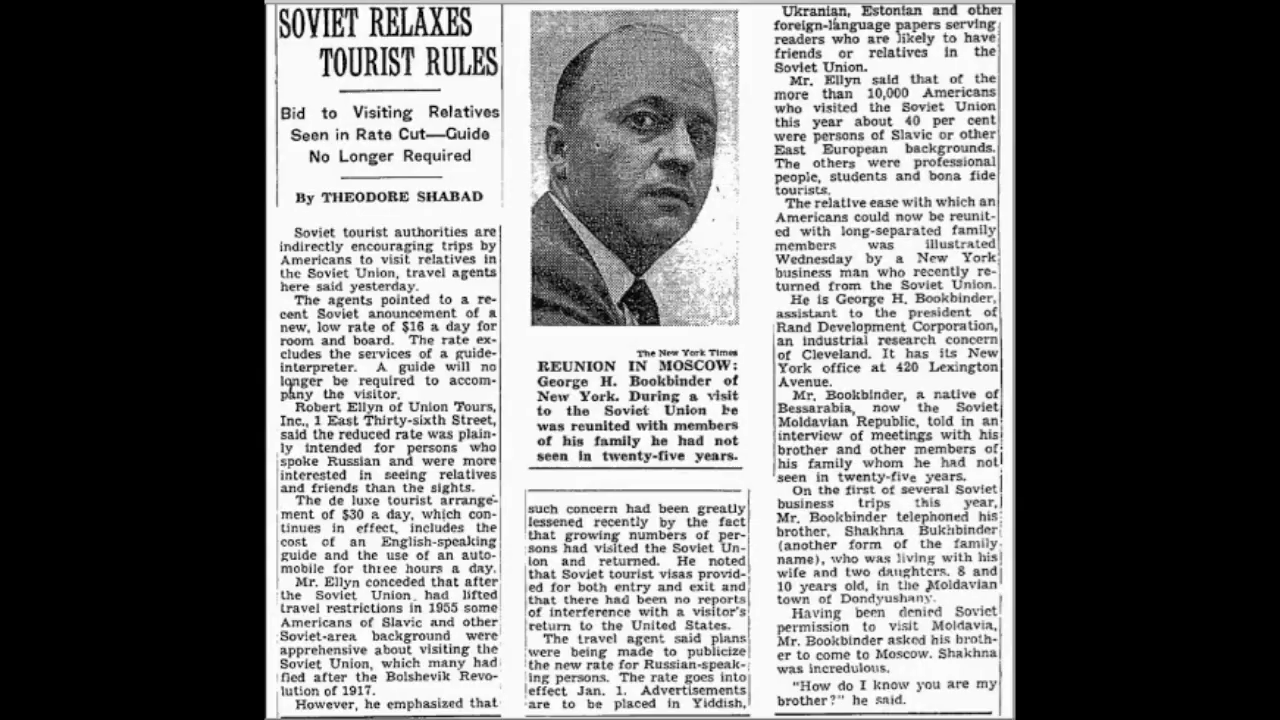 SOVIET RELAXES
TOURIST RULES
Bid to Visiting Relatives
Seen in Rate Cut—Guide
No Longer Required
By THEODORE SHABAD
Soviet tourist authorities are
indirectly encouraging trips by
Americans to visit relatives in
the Soviet Union, travel agents
here said yesterday.
The agents pointed to a re-
cent Soviet anouncement of a
new, low rate of $16 a day for
room and board. The rate ex-
cludes the services of a guide-
interpreter. A guide will no
longer be required to accom-
pany the visitor.
Robert Ellyn of Union Tours,
Inc., 1 East Thirty-sixth Street,
said the reduced rate was plain-
ly intended for persons who
spoke Russian and were more
interested in seeing relatives
and friends than the sights.
The de luxe tourist arrange-
ment of $30 a day, which con-
tinues in effect, includes the
cost of an English-speaking
guide and the use of an auto-
mobile for three hours a day.
Mr. Ellyn conceded that after
the Soviet Union had lifted
travel restrictions in 1955 some
Americans of Slavic and other
Soviet-area background were
apprehensive about visiting the
Soviet Union, which many had
fled after the Bolshevik Revo-
lution of 1917.
However, he emphasized that
The New York Times
REUNION IN MOSCOW:
George H. Bookbinder of
New York. During a visit
to the Soviet Union he
was reunited with members
of his family he had not
seen in twenty-five years.
such concern had been greatly
lessened recently by the fact
that growing numbers of per-
sons had visited the Soviet Un-
ion and returned. He noted
that Soviet tourist visas provid-
ed for both entry and exit and
that there had been no reports
of interference with a visitor's
return to the United States.
The travel agent said plans
were being made to publicize
the new rate for Russian-speak-
ing persons. The rate goes into
effect Jan. 1. Advertisements
are to be placed in Yiddish,
Ukranian, Estonian and other
foreign-language papers serving
readers who are likely to have
friends or relatives in the
Soviet Union.
Mr. Ellyn said that of the
more than 10,000 Americans
who visited the Soviet Union
this year about 40 per cent
were persons of Slavic or other
East European backgrounds.
The others were professional
people, students and bona fide
tourists.
The relative ease with which an
Americans could now be reunit-
ed with long-separated family
members was illustrated
Wednesday by a New York
business man who recently re-
turned from the Soviet Union.
He is George H. Bookbinder,
assistant to the president of
Rand Development Corporation,
an industrial research concern
of Cleveland. It has its New
York office at 420 Lexington
Avenue.
Mr. Bookbinder, a native of
Bessarabia, now the Soviet
Moldavian Republic, told in an
interview of meetings with his
brother and other members of
his family whom he had not
seen in twenty-five years.
On the first of several Soviet
business trips this year,
Mr. Bookbinder telephoned his
brother, Shakhna Bukhbinder
(another form of the family
name), who was living with his
wife and two daughters, 8 and
10 years old, in the Moldavian
town of Dondyushany.
Having been denied Soviet
permission to visit Moldavia,
Mr. Bookbinder asked his broth-
er to come to Moscow. Shakhna
was incredulous.
"How do I know you are my
brother?" he said.